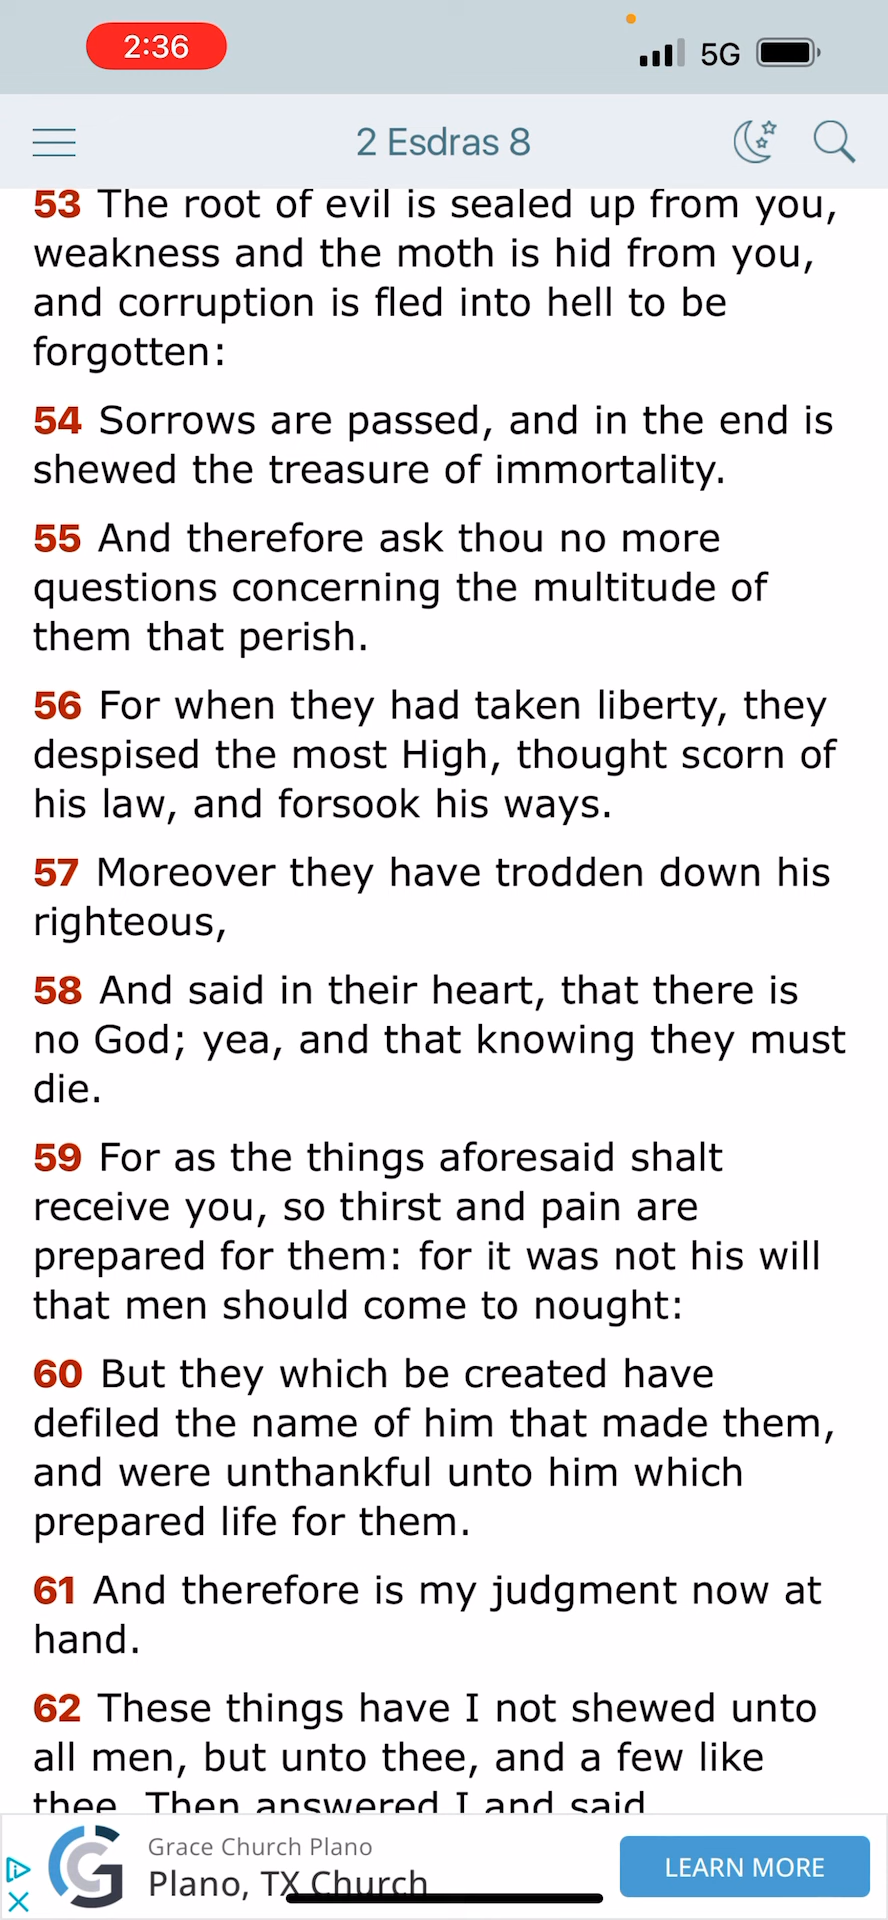 2:36
5G
2 Esdras 8
53 The root of evil is sealed up from you,
weakness and the moth is hid from you,
and corruption is fled into hell to be
forgotten:
54 Sorrows are passed, and in the end is
shewed the treasure of immortality.
55 And therefore ask thou no more
questions concerning the multitude of
them that perish.
56 For when they had taken liberty, they
despised the most High, thought scorn of
his law, and forsook his ways.
57 Moreover they have trodden down his
righteous,
58 And said in their heart, that there is
no God; yea, and that knowing they must
die.
59 For as the things aforesaid shalt
receive you, so thirst and pain are
prepared for them: for it was not his will
that men should come to nought:
60 But they which be created have
defiled the name of him that made them,
and were unthankful unto him which
prepared life for them.
61 And therefore is my judgment now at
hand.
62 These things have I not shewed unto
all men, but unto thee, and a few like
thee. Then answered I and said
Grace Church Plano
Plano, TX Church
LEARN MORE